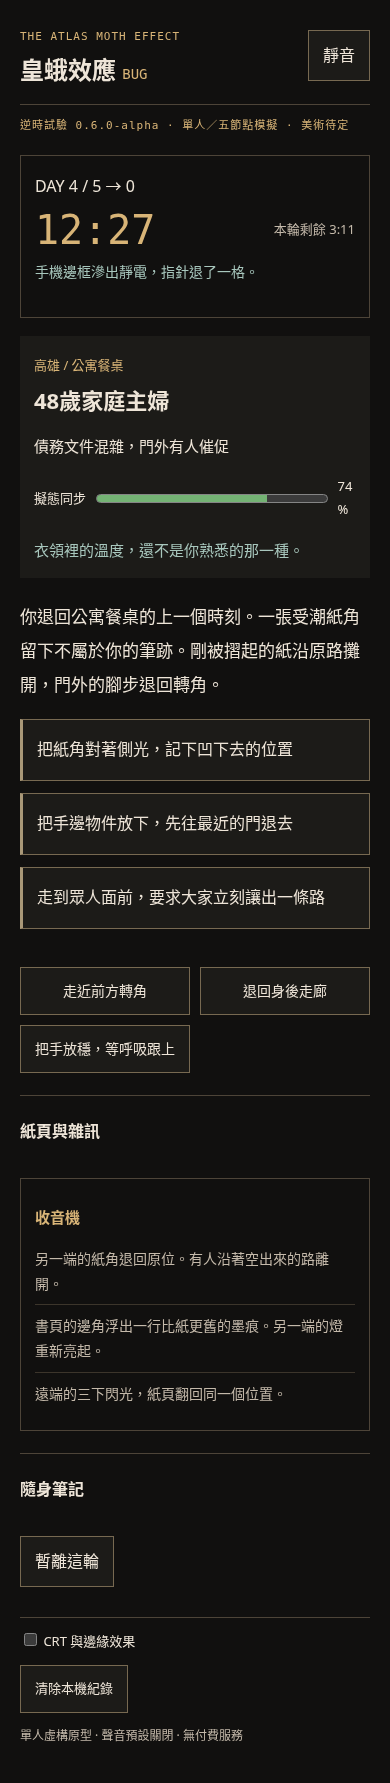 THE ATLAS MOTH EFFECT
皇蛾效應 BUG
靜音
逆時試驗 0.6.0-alpha · 單人／五節點模擬 · 美術待定
DAY 4 / 5 → 0
12:27
本輪剩餘 3:11
手機邊框滲出靜電，指針退了一格。
高雄 / 公寓餐桌
48歲家庭主婦
債務文件混雜，門外有人催促
擬態同步
74
%
衣領裡的溫度，還不是你熟悉的那一種。
你退回公寓餐桌的上一個時刻。一張受潮紙角
留下不屬於你的筆跡。剛被摺起的紙沿原路攤
開，門外的腳步退回轉角。
把紙角對著側光，記下凹下去的位置
把手邊物件放下，先往最近的門退去
走到眾人面前，要求大家立刻讓出一條路
走近前方轉角
退回身後走廊
把手放穩，等呼吸跟上
紙頁與雜訊
收音機
另一端的紙角退回原位。有人沿著空出來的路離
開。
書頁的邊角浮出一行比紙更舊的墨痕。另一端的燈
重新亮起。
遠端的三下閃光，紙頁翻回同一個位置。
隨身筆記
暫離這輪
CRT 與邊緣效果
清除本機紀錄
單人虛構原型 · 聲音預設關閉 · 無付費服務